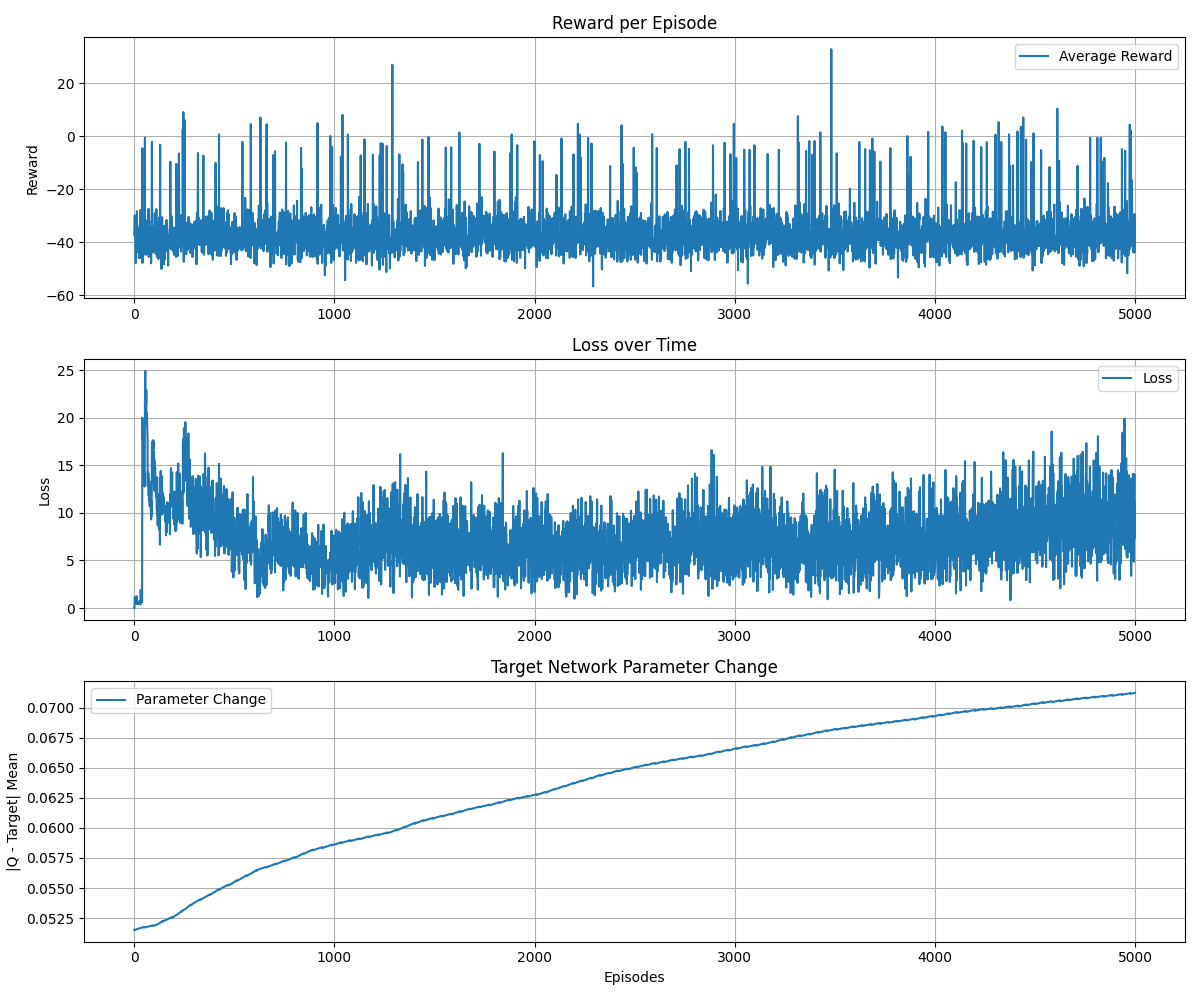 Reward per Episode
Reward
20
0
−20
−40
−60
Average Reward
0 1000 2000 3000 4000 5000
Loss over Time
Loss
25
20
15
10
5
0
Loss
0 1000 2000 3000 4000 5000
Target Network Parameter Change
|Q - Target| Mean
0.0700
0.0675
0.0650
0.0625
0.0600
0.0575
0.0550
0.0525
Parameter Change
0 1000 2000 3000 4000 5000
Episodes